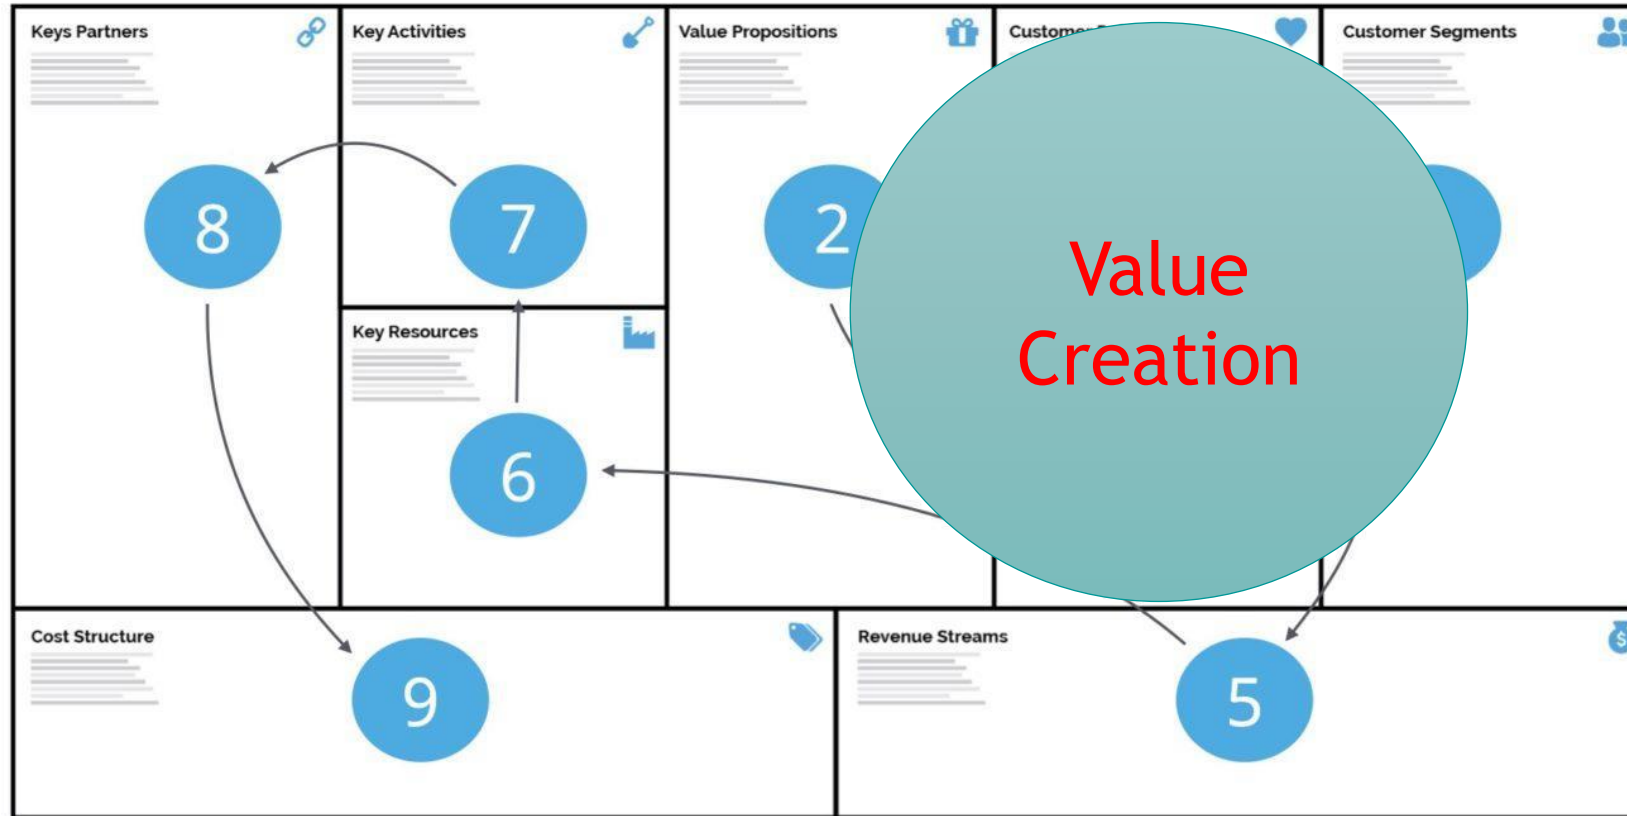 Keys Partners
Key Activities
Value Propositions
Customer
Customer Segments
8
7
2
Value
Creation
Key Resources
6
Cost Structure
Revenue Streams
$
9
5